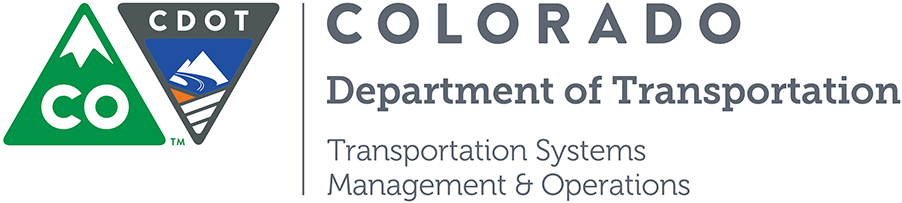 CO
TM
CDOT
COLORADO
Department of Transportation
Transportation Systems
Management & Operations